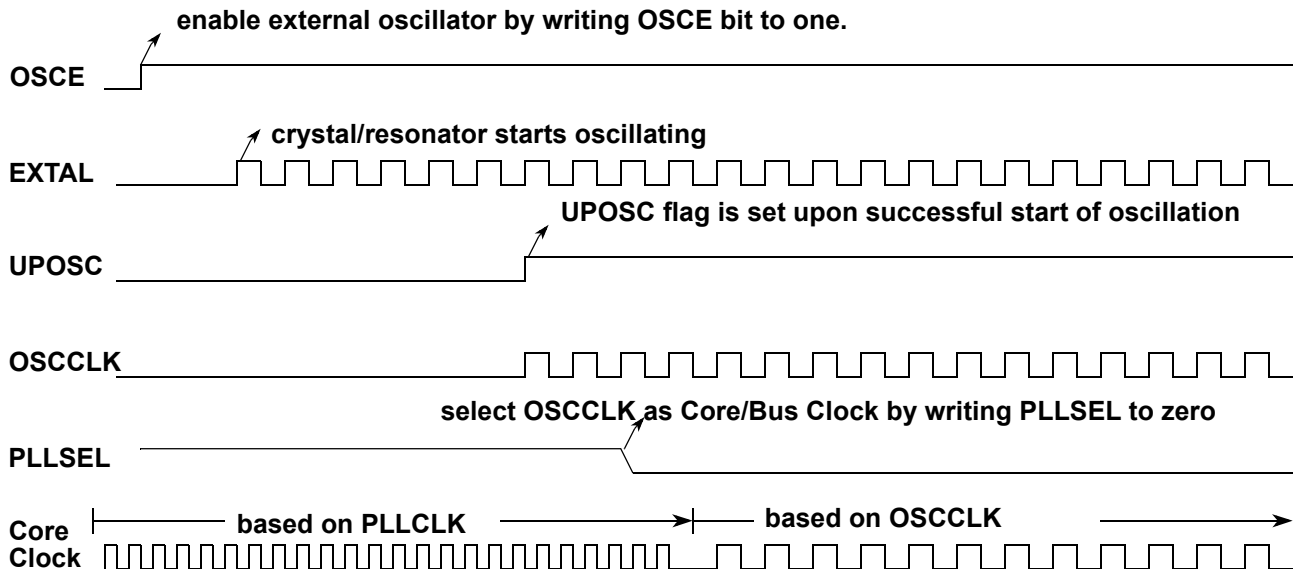 enable external oscillator by writing OSCE bit to one.
OSCE
crystal/resonator starts oscillating
EXTAL
UPOSC flag is set upon successful start of oscillation
UPOSC
OSCCLK
select OSCCLK as Core/Bus Clock by writing PLLSEL to zero
PLLSEL
based on PLLCLK
based on OSCCLK
Core
Clock